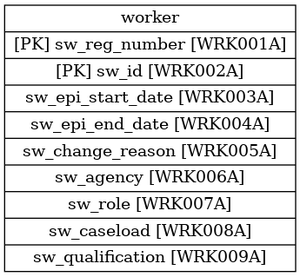 worker
[PK] sw_reg_number [WRK001A]
[PK] sw_id [WRK002A]
sw_epi_start_date [WRK003A]
sw_epi_end_date [WRK004A]
sw_change_reason [WRK005A]
sw_agency [WRK006A]
sw_role [WRK007A]
sw_caseload [WRK008A]
sw_qualification [WRK009A]